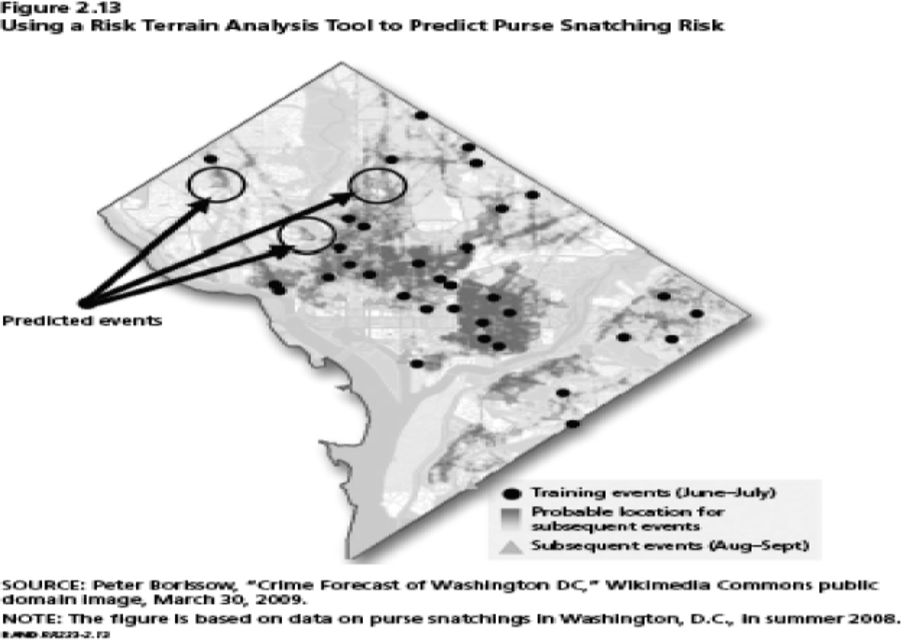 Figure 2.13
Using a Risk Terrain Analysis Tool to Predict Purse Snatching Risk
Predicted events
Training events (June–July)
Probable location for
subsequent events
Subsequent events (Aug–Sept)
SOURCE: Peter Borissow, “Crime Forecast of Washington DC,” Wikimedia Commons public
domain image, March 30, 2009.
NOTE: The figure is based on data on purse snatchings in Washington, D.C., in summer 2008.
RAND RR233-2.13